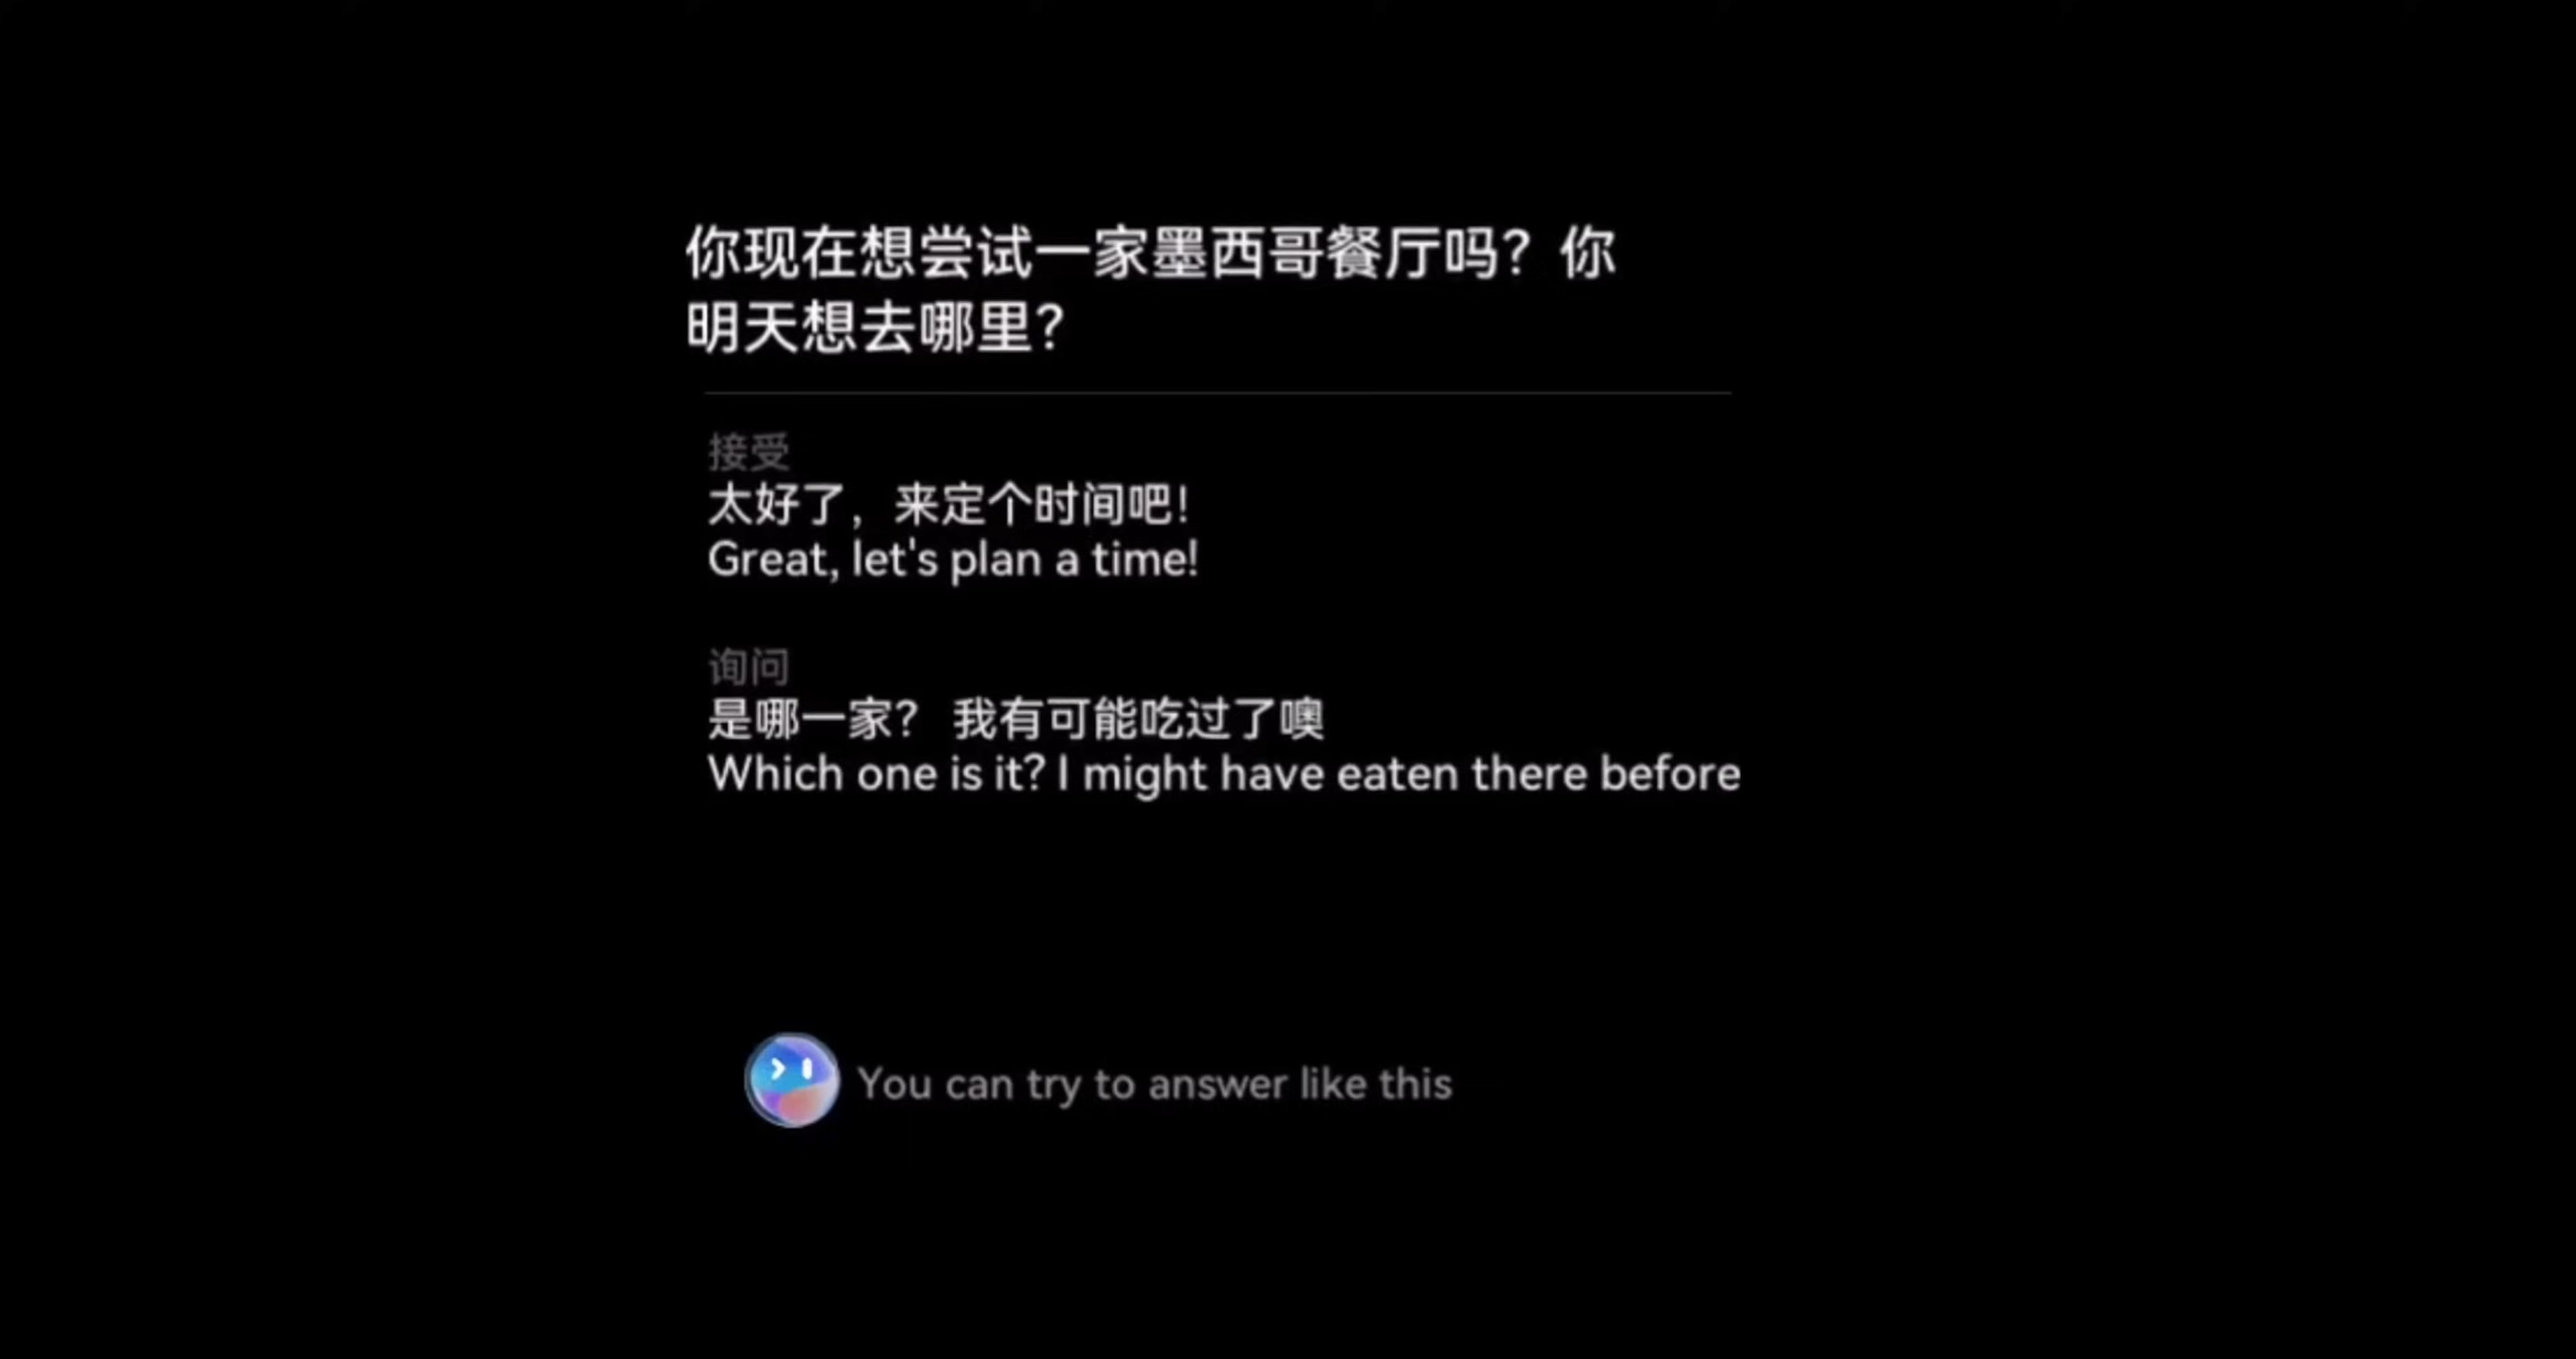 你现在想尝试一家墨西哥餐厅吗？你
明天想去哪里？
接受
太好了，来定个时间吧！
Great, let's plan a time!
询问
是哪一家？ 我有可能吃过了噢
Which one is it? I might have eaten there before
You can try to answer like this